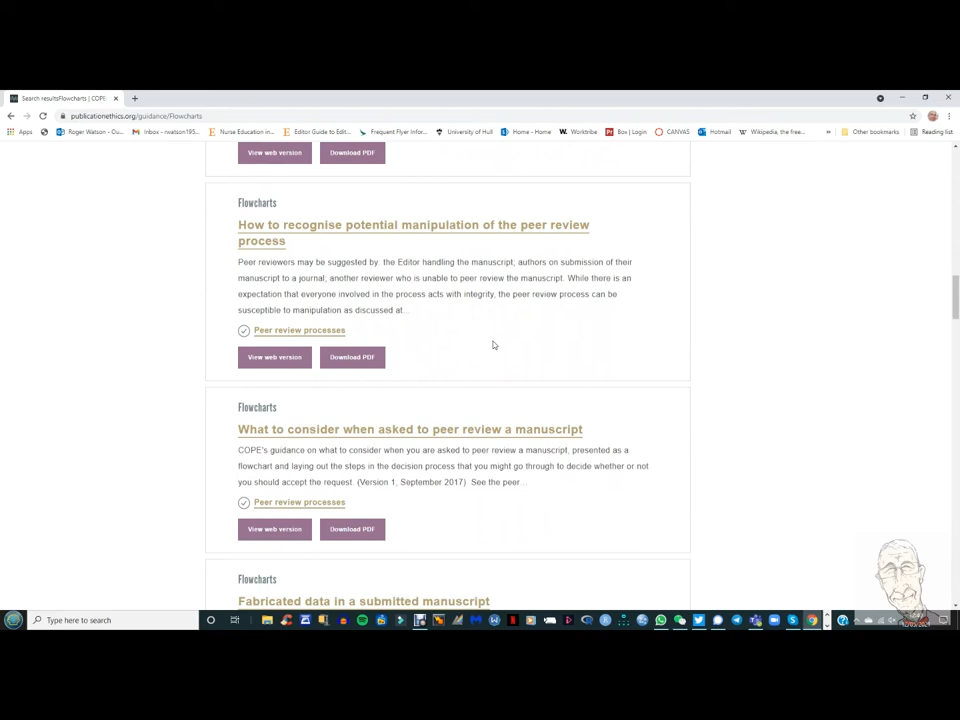 Search resultsFlowcharts | COPE
publicationethics.org/guidance/Flowcharts
Apps Roger Watson - Ou... Inbox - rwatson195... Nurse Education in... Editor Guide to Edit... Frequent Flyer Infor... University of Hull Home - Home Worktribe Box | Login CANVAS Hotmail Wikipedia, the free... » Other bookmarks Reading list
View web version Download PDF
Flowcharts
How to recognise potential manipulation of the peer review
process
Peer reviewers may be suggested by: the Editor handling the manuscript; authors on submission of their
manuscript to a journal; another reviewer who is unable to peer review the manuscript. While there is an
expectation that everyone involved in the process acts with integrity, the peer review process can be
susceptible to manipulation as discussed at...
Peer review processes
View web version Download PDF
Flowcharts
What to consider when asked to peer review a manuscript
COPE's guidance on what to consider when you are asked to peer review a manuscript, presented as a
flowchart and laying out the steps in the decision process that you might go through to decide whether or not
you should accept the request. (Version 1, September 2017) See the peer...
Peer review processes
View web version Download PDF
Flowcharts
Fabricated data in a submitted manuscript
Type here to search